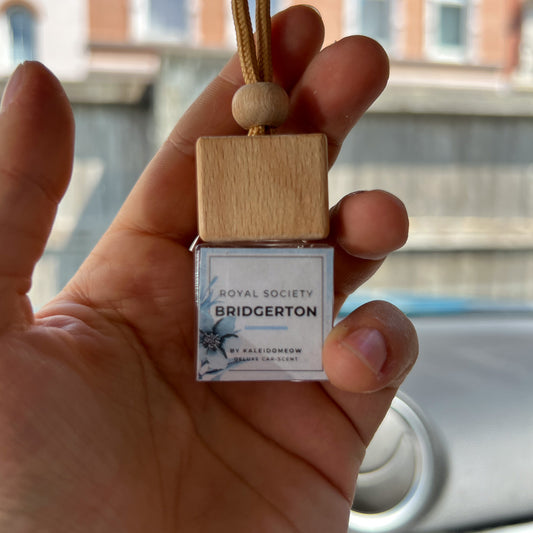 ROYAL SOCIETY
BRIDGERTON
BY KALEIDOMEOW
DELUXE CAR-SCENT